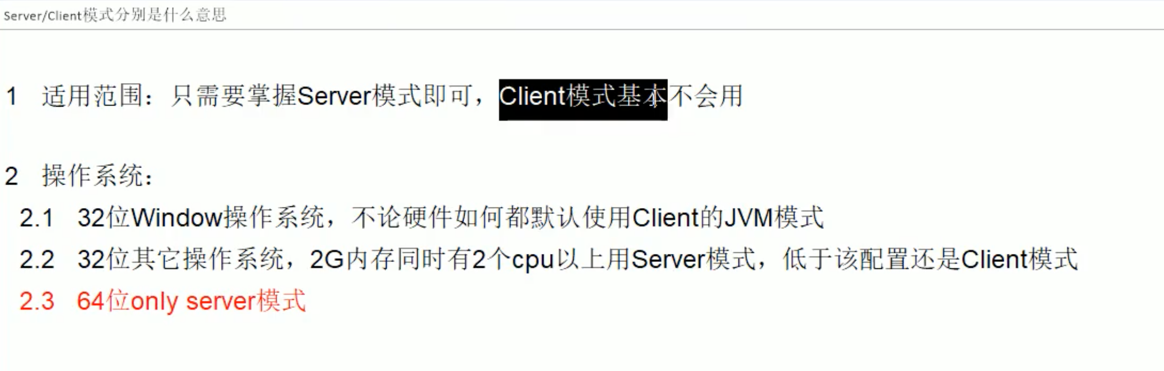 Server/Client模式分别是什么意思
1 适用范围：只需要掌握Server模式即可，Client模式基本不会用
2 操作系统：
2.1 32位Window操作系统，不论硬件如何都默认使用Client的JVM模式
2.2 32位其它操作系统，2G内存同时有2个cpu以上用Server模式，低于该配置还是Client模式
2.3 64位only server模式